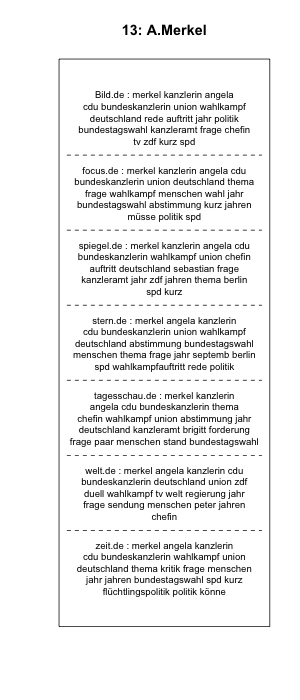 13: A.Merkel
Bild.de : merkel kanzlerin angela
cdu bundeskanzlerin union wahlkampf
deutschland rede auftritt jahr politik
bundestagswahl kanzleramt frage chefin
tv zdf kurz spd
focus.de : merkel kanzlerin angela cdu
bundeskanzlerin union deutschland thema
frage wahlkampf menschen wahl jahr
bundestagswahl abstimmung kurz jahren
müsse politik spd
spiegel.de : merkel kanzlerin angela cdu
bundeskanzlerin wahlkampf union chefin
auftritt deutschland sebastian frage
kanzleramt jahr zdf jahren thema berlin
spd kurz
stern.de : merkel angela kanzlerin
cdu bundeskanzlerin union wahlkampf
deutschland abstimmung bundestagswahl
menschen thema frage jahr septemb berlin
spd wahlkampfauftritt rede politik
tagesschau.de : merkel kanzlerin
angela cdu bundeskanzlerin thema
chefin wahlkampf union abstimmung jahr
deutschland kanzleramt brigitt forderung
frage paar menschen stand bundestagswahl
welt.de : merkel angela kanzlerin cdu
bundeskanzlerin deutschland union zdf
duell wahlkampf tv welt regierung jahr
frage sendung menschen peter jahren
chefin
zeit.de : merkel angela kanzlerin
cdu bundeskanzlerin wahlkampf union
deutschland thema kritik frage menschen
jahr jahren bundestagswahl spd kurz
flüchtlingspolitik politik könne